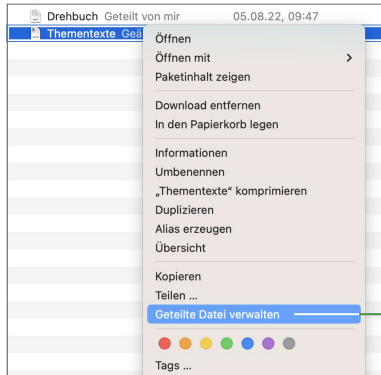 Drehbuch Geteilt von mir 05.08.22, 09:47
Thementexte Geä
Öffnen
Öffnen mit
Paketinhalt zeigen
Download entfernen
In den Papierkorb legen
Informationen
Umbenennen
„Thementexte“ komprimieren
Duplizieren
Alias erzeugen
Übersicht
Kopieren
Teilen ...
Geteilte Datei verwalten
Tags ...